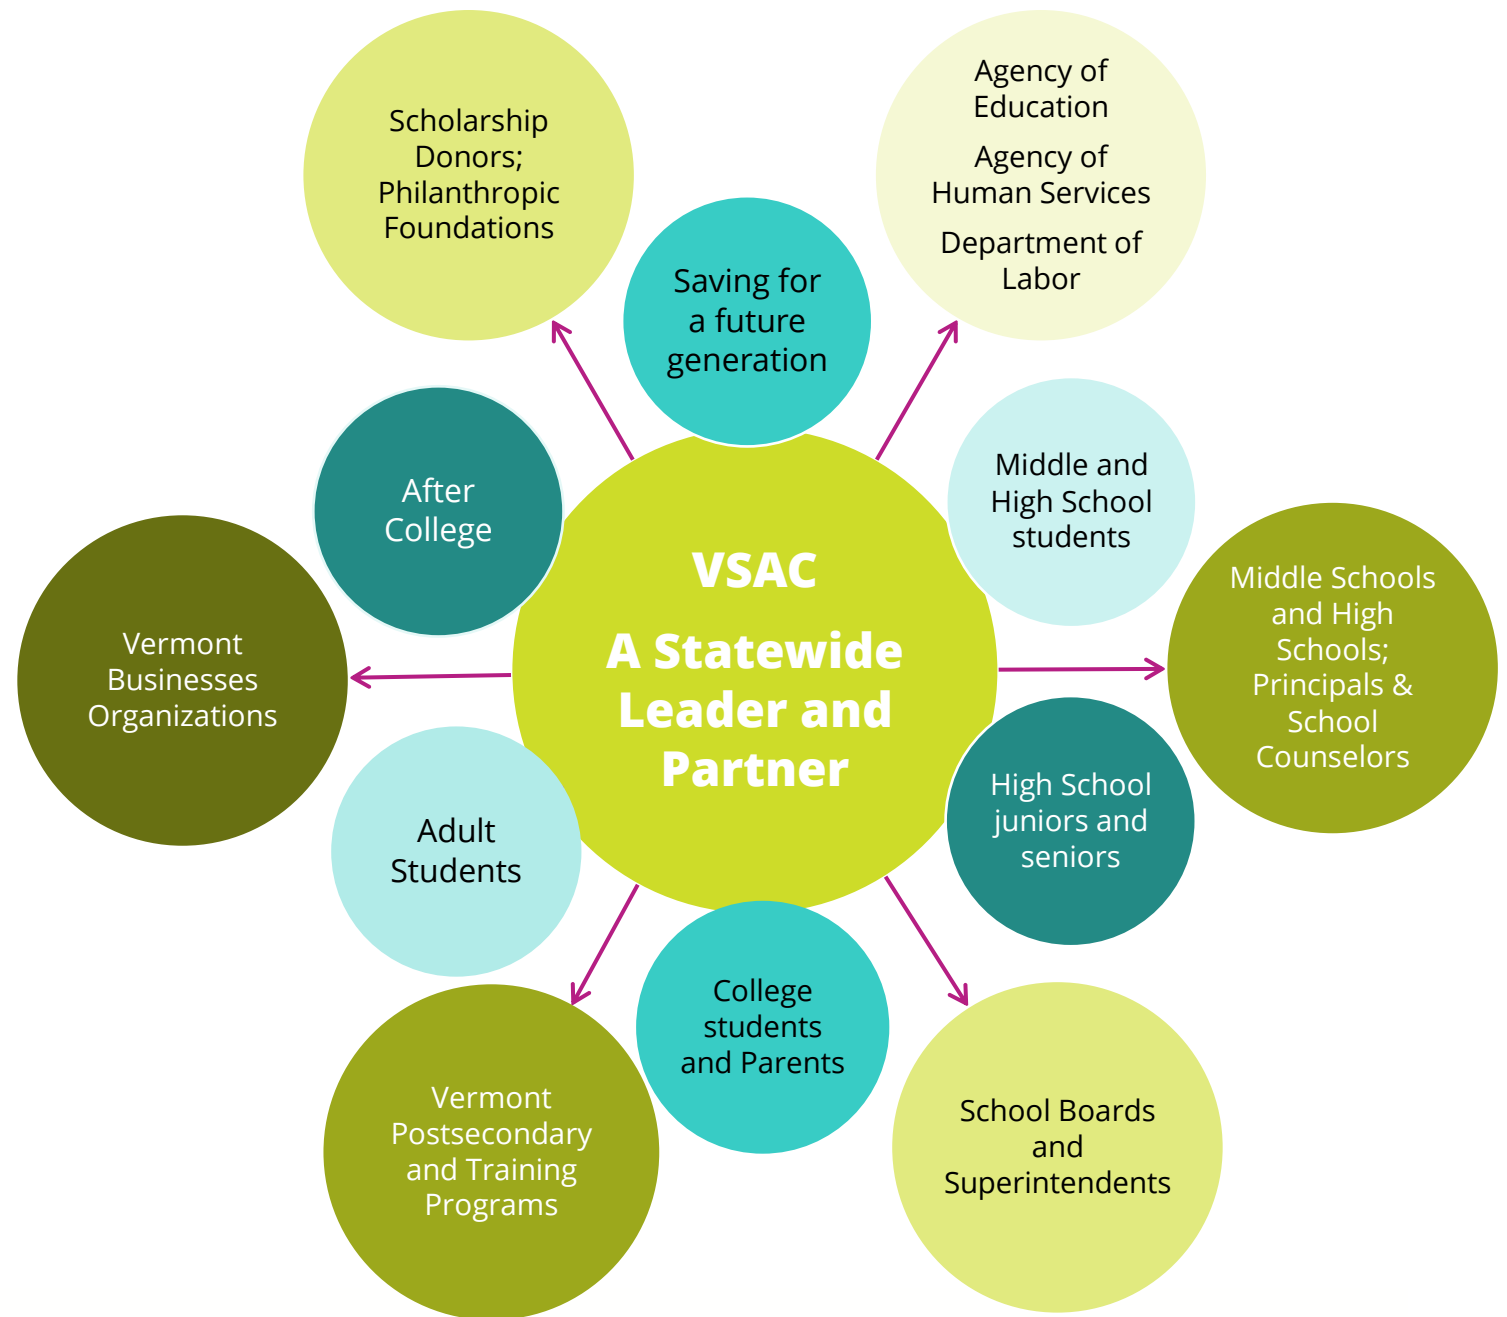 Scholarship
Donors;
Philanthropic
Foundations
Agency of
Education
Agency of
Human Services
Department of
Labor
Saving for
a future
generation
After
College
Middle and
High School
students
VSAC
A Statewide
Leader and
Partner
Middle Schools
and High
Schools;
Principals &
School
Counselors
Vermont
Businesses
Organizations
High School
juniors and
seniors
Adult
Students
College
students
and Parents
Vermont
Postsecondary
and Training
Programs
School Boards
and
Superintendents